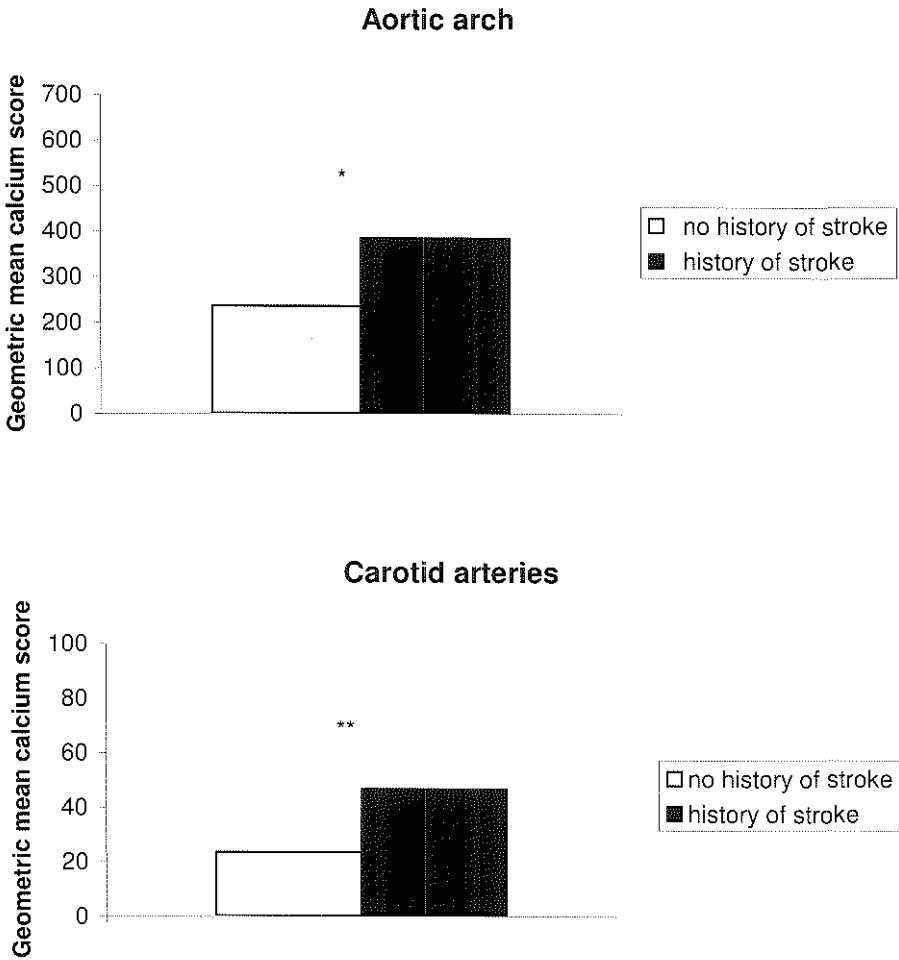 Aortic arch
Geometric mean calcium score
700
600
500
400
300
200
100
0
*
no history of stroke
history of stroke
Carotid arteries
Geometric mean calcium score
100
80
60
40
20
0
**
no history of stroke
history of stroke